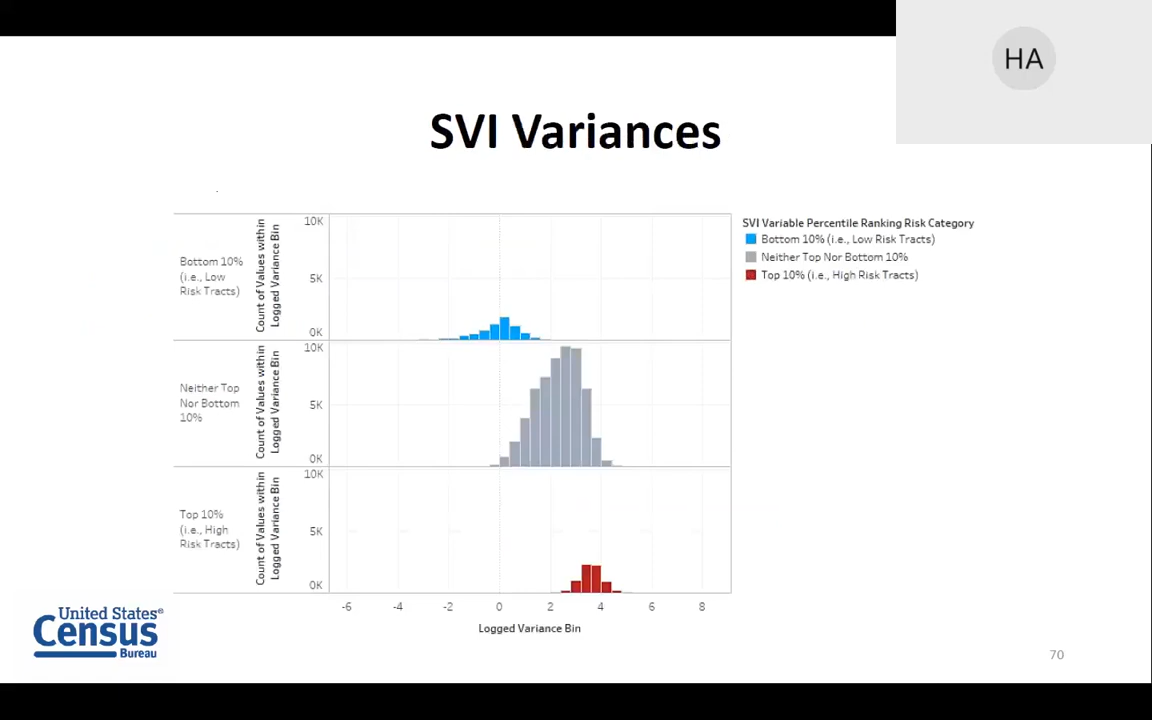 HA
SVI Variances
SVI Variable Percentile Ranking Risk Category
Bottom 10% (i.e., Low Risk Tracts)
Neither Top Nor Bottom 10%
Top 10% (i.e., High Risk Tracts)
Bottom 10%
(i.e., Low
Risk Tracts)
Count of Values within
Logged Variance Bin
10K
5K
0K
Neither Top
Nor Bottom
10%
Count of Values within
Logged Variance Bin
10K
5K
0K
Top 10%
(i.e., High
Risk Tracts)
Count of Values within
Logged Variance Bin
10K
5K
0K
-6 -4 -2 0 2 4 6 8
Logged Variance Bin
United States®
Census
Bureau
70